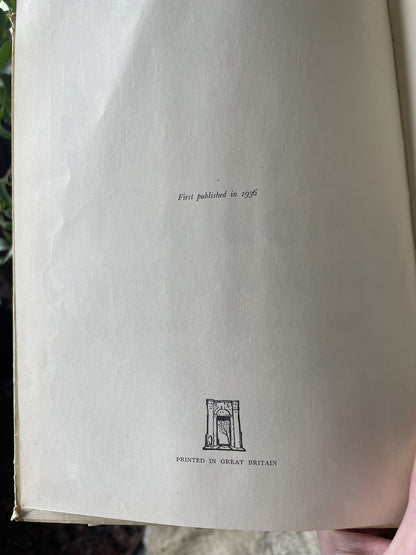 First published in 1936
PRINTED IN GREAT BRITAIN